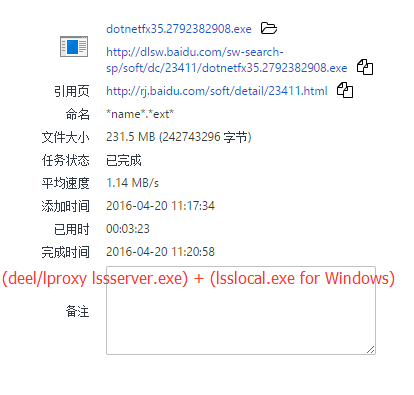 dotnetfx35.2792382908.exe
http://dlsw.baidu.com/sw-search-
sp/soft/dc/23411/dotnetfx35.2792382908.exe
引用页 http://rj.baidu.com/soft/detail/23411.html
命名 *name*.*ext*
文件大小 231.5 MB (242743296 字节)
任务状态 已完成
平均速度 1.14 MB/s
添加时间 2016-04-20 11:17:34
已用时 00:03:23
完成时间 2016-04-20 11:20:58
(deel/lproxy lssserver.exe) + (lsslocal.exe for Windows)
备注